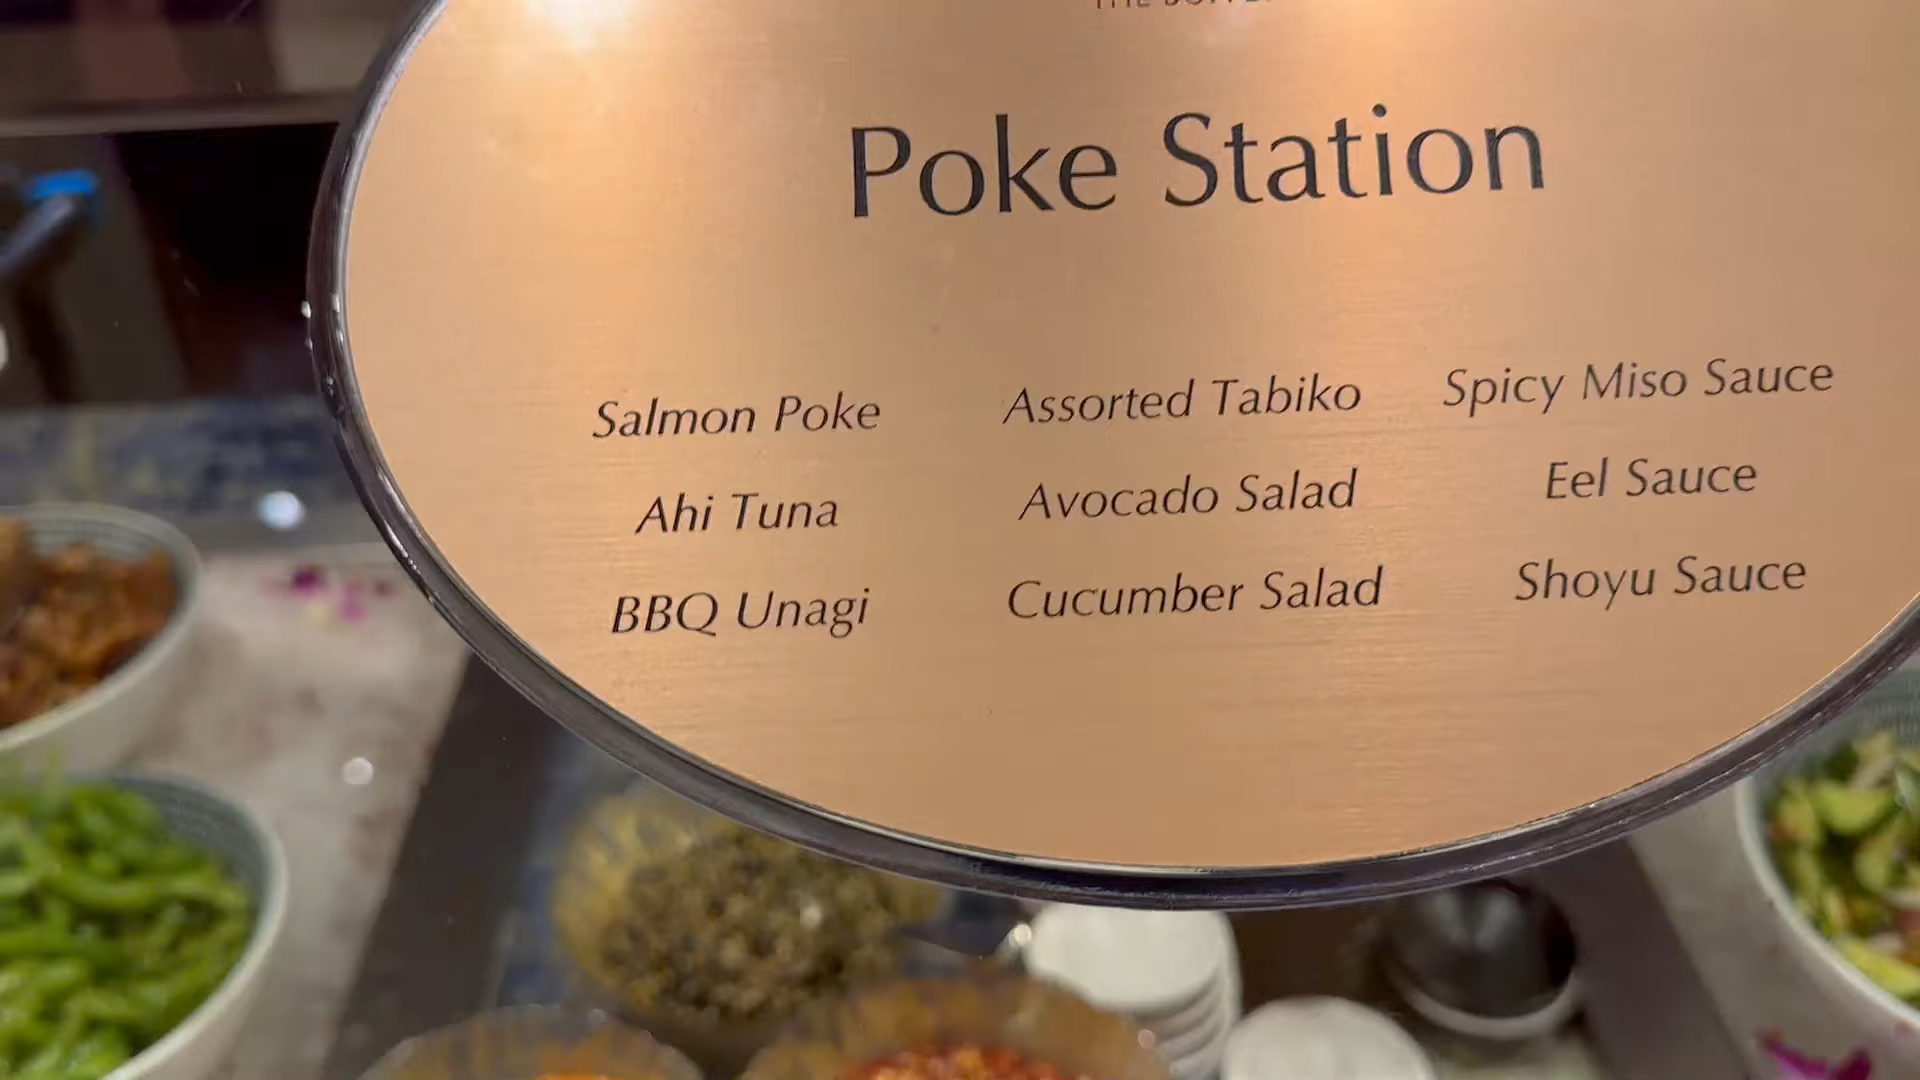 Poke Station
Salmon Poke
Ahi Tuna
BBQ Unagi
Assorted Tabiko
Avocado Salad
Cucumber Salad
Spicy Miso Sauce
Eel Sauce
Shoyu Sauce